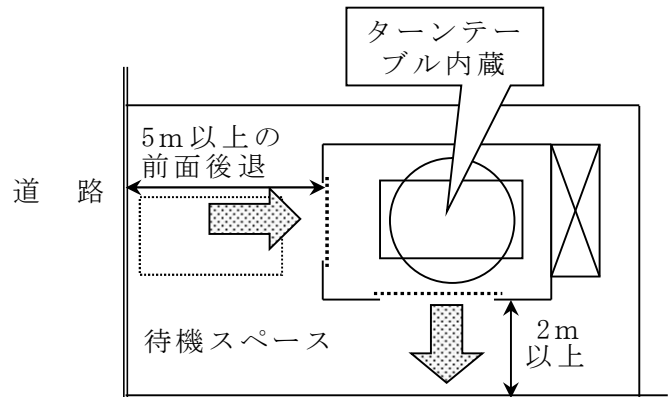 ターンテー
ブル内蔵
5m以上の
前面後退
道 路
待機スペース
2m
以上